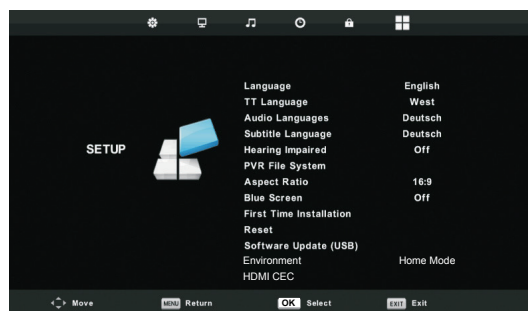 Language English
TT Language West
Audio Languages Deutsch
Subtitle Language Deutsch
SETUP
Hearing Impaired Off
PVR File System
Aspect Ratio 16:9
Blue Screen Off
First Time Installation
Reset
Software Update (USB)
Environment Home Mode
HDMI CEC
Move MENU Return OK Select EXIT Exit